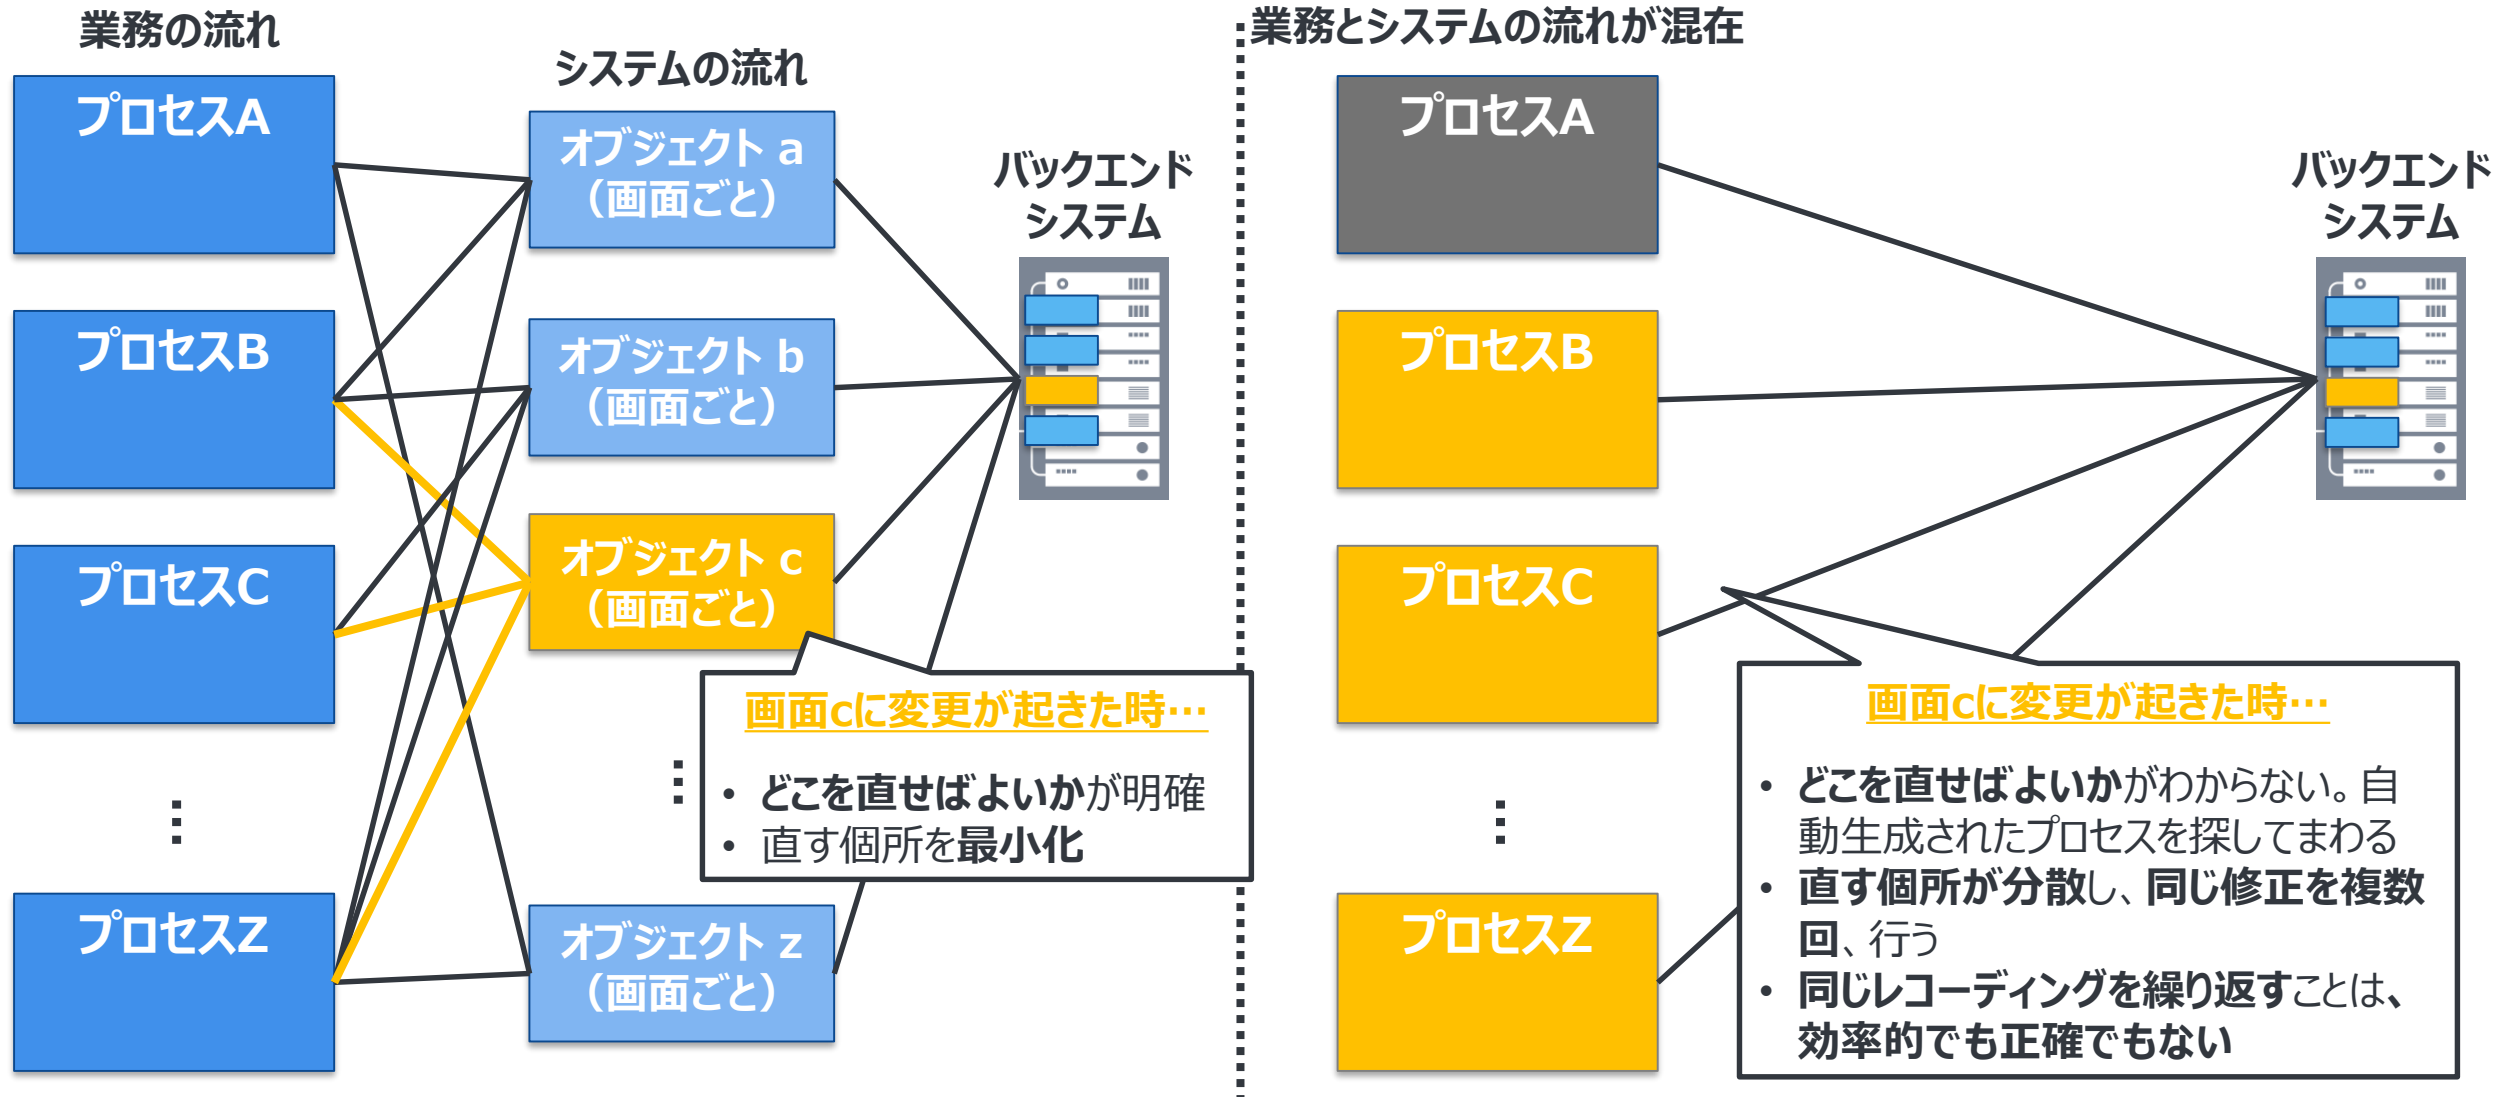 業務の流れ
システムの流れ
プロセスA
プロセスB
プロセスC
⋮
プロセスZ
オブジェクト a
（画面ごと）
オブジェクト b
（画面ごと）
オブジェクト c
（画面ごと）
⋮
オブジェクト z
（画面ごと）
バックエンド
システム
画面cに変更が起きた時…
• どこを直せばよいかが明確
• 直す個所を最小化
業務とシステムの流れが混在
プロセスA
プロセスB
プロセスC
⋮
プロセスZ
バックエンド
システム
画面cに変更が起きた時…
• どこを直せばよいかがわからない。自
動生成されたプロセスを探してまわる
• 直す個所が分散し、同じ修正を複数
回、行う
• 同じレコーディングを繰り返すことは、
効率的でも正確でもない